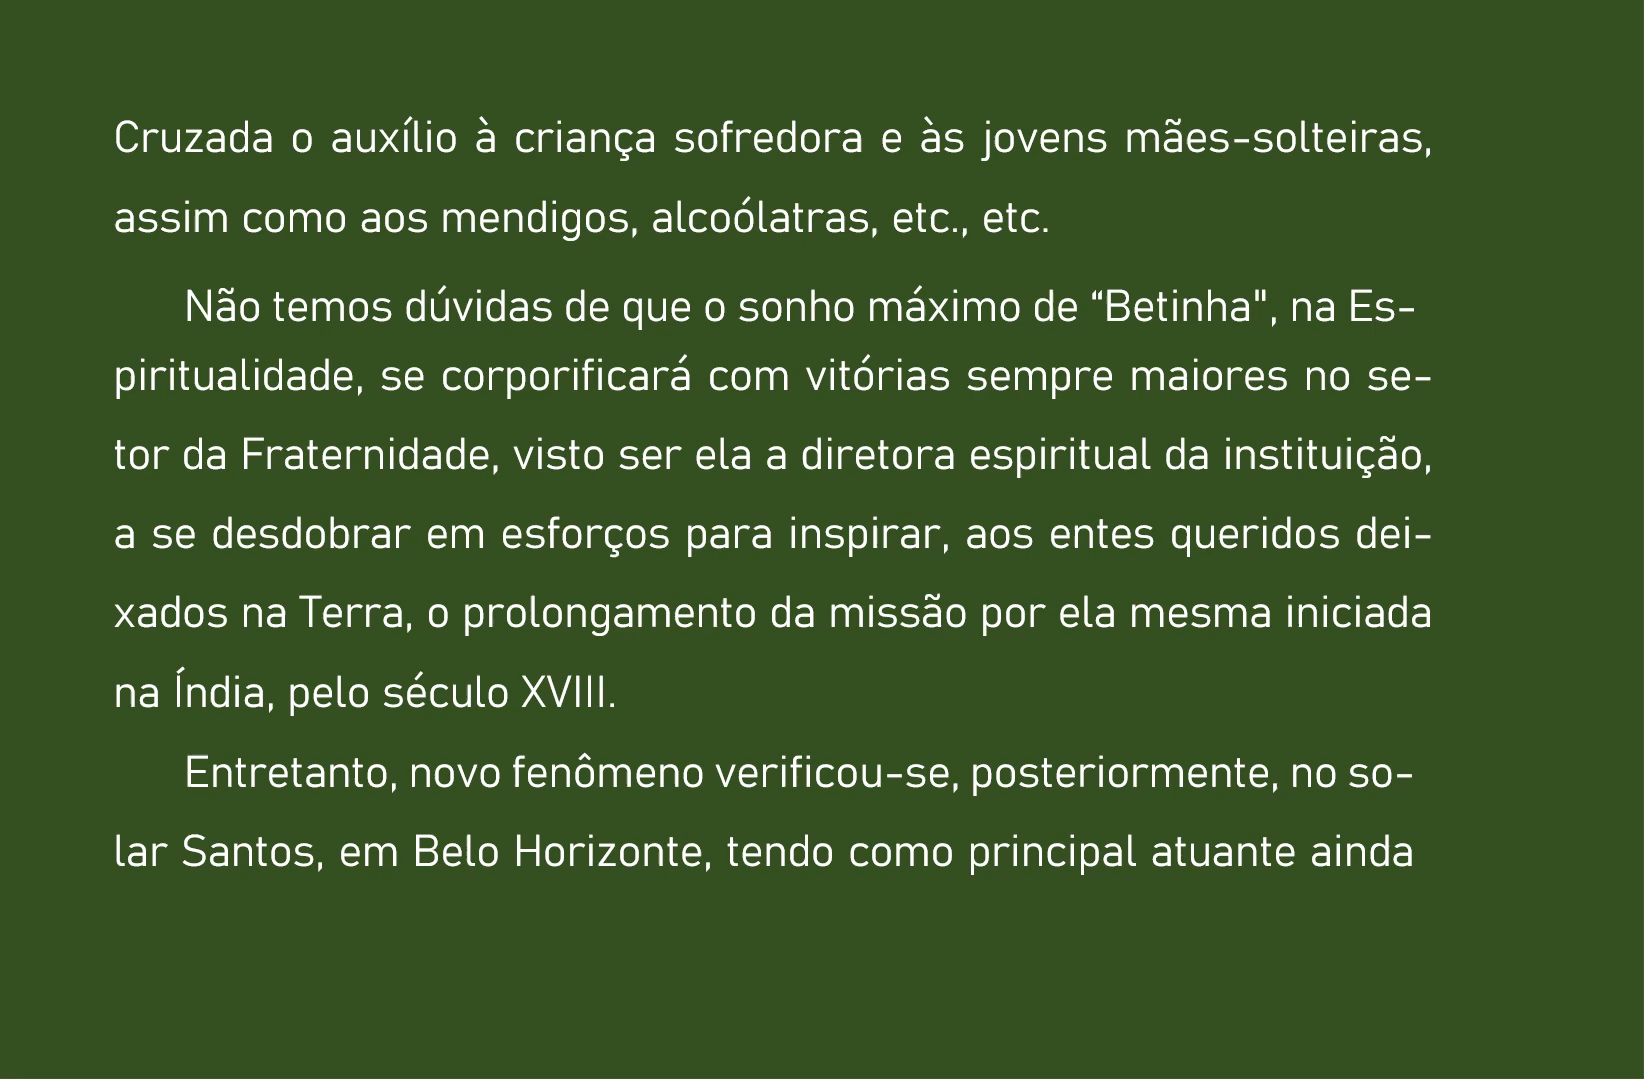 Cruzada o auxílio à criança sofredora e às jovens mães-solteiras,
assim como aos mendigos, alcoólatras, etc., etc.
Não temos dúvidas de que o sonho máximo de “Betinha", na Es-
piritualidade, se corporificará com vitórias sempre maiores no se-
tor da Fraternidade, visto ser ela a diretora espiritual da instituição,
a se desdobrar em esforços para inspirar, aos entes queridos dei-
xados na Terra, o prolongamento da missão por ela mesma iniciada
na Índia, pelo século XVIII.
Entretanto, novo fenômeno verificou-se, posteriormente, no so-
lar Santos, em Belo Horizonte, tendo como principal atuante ainda